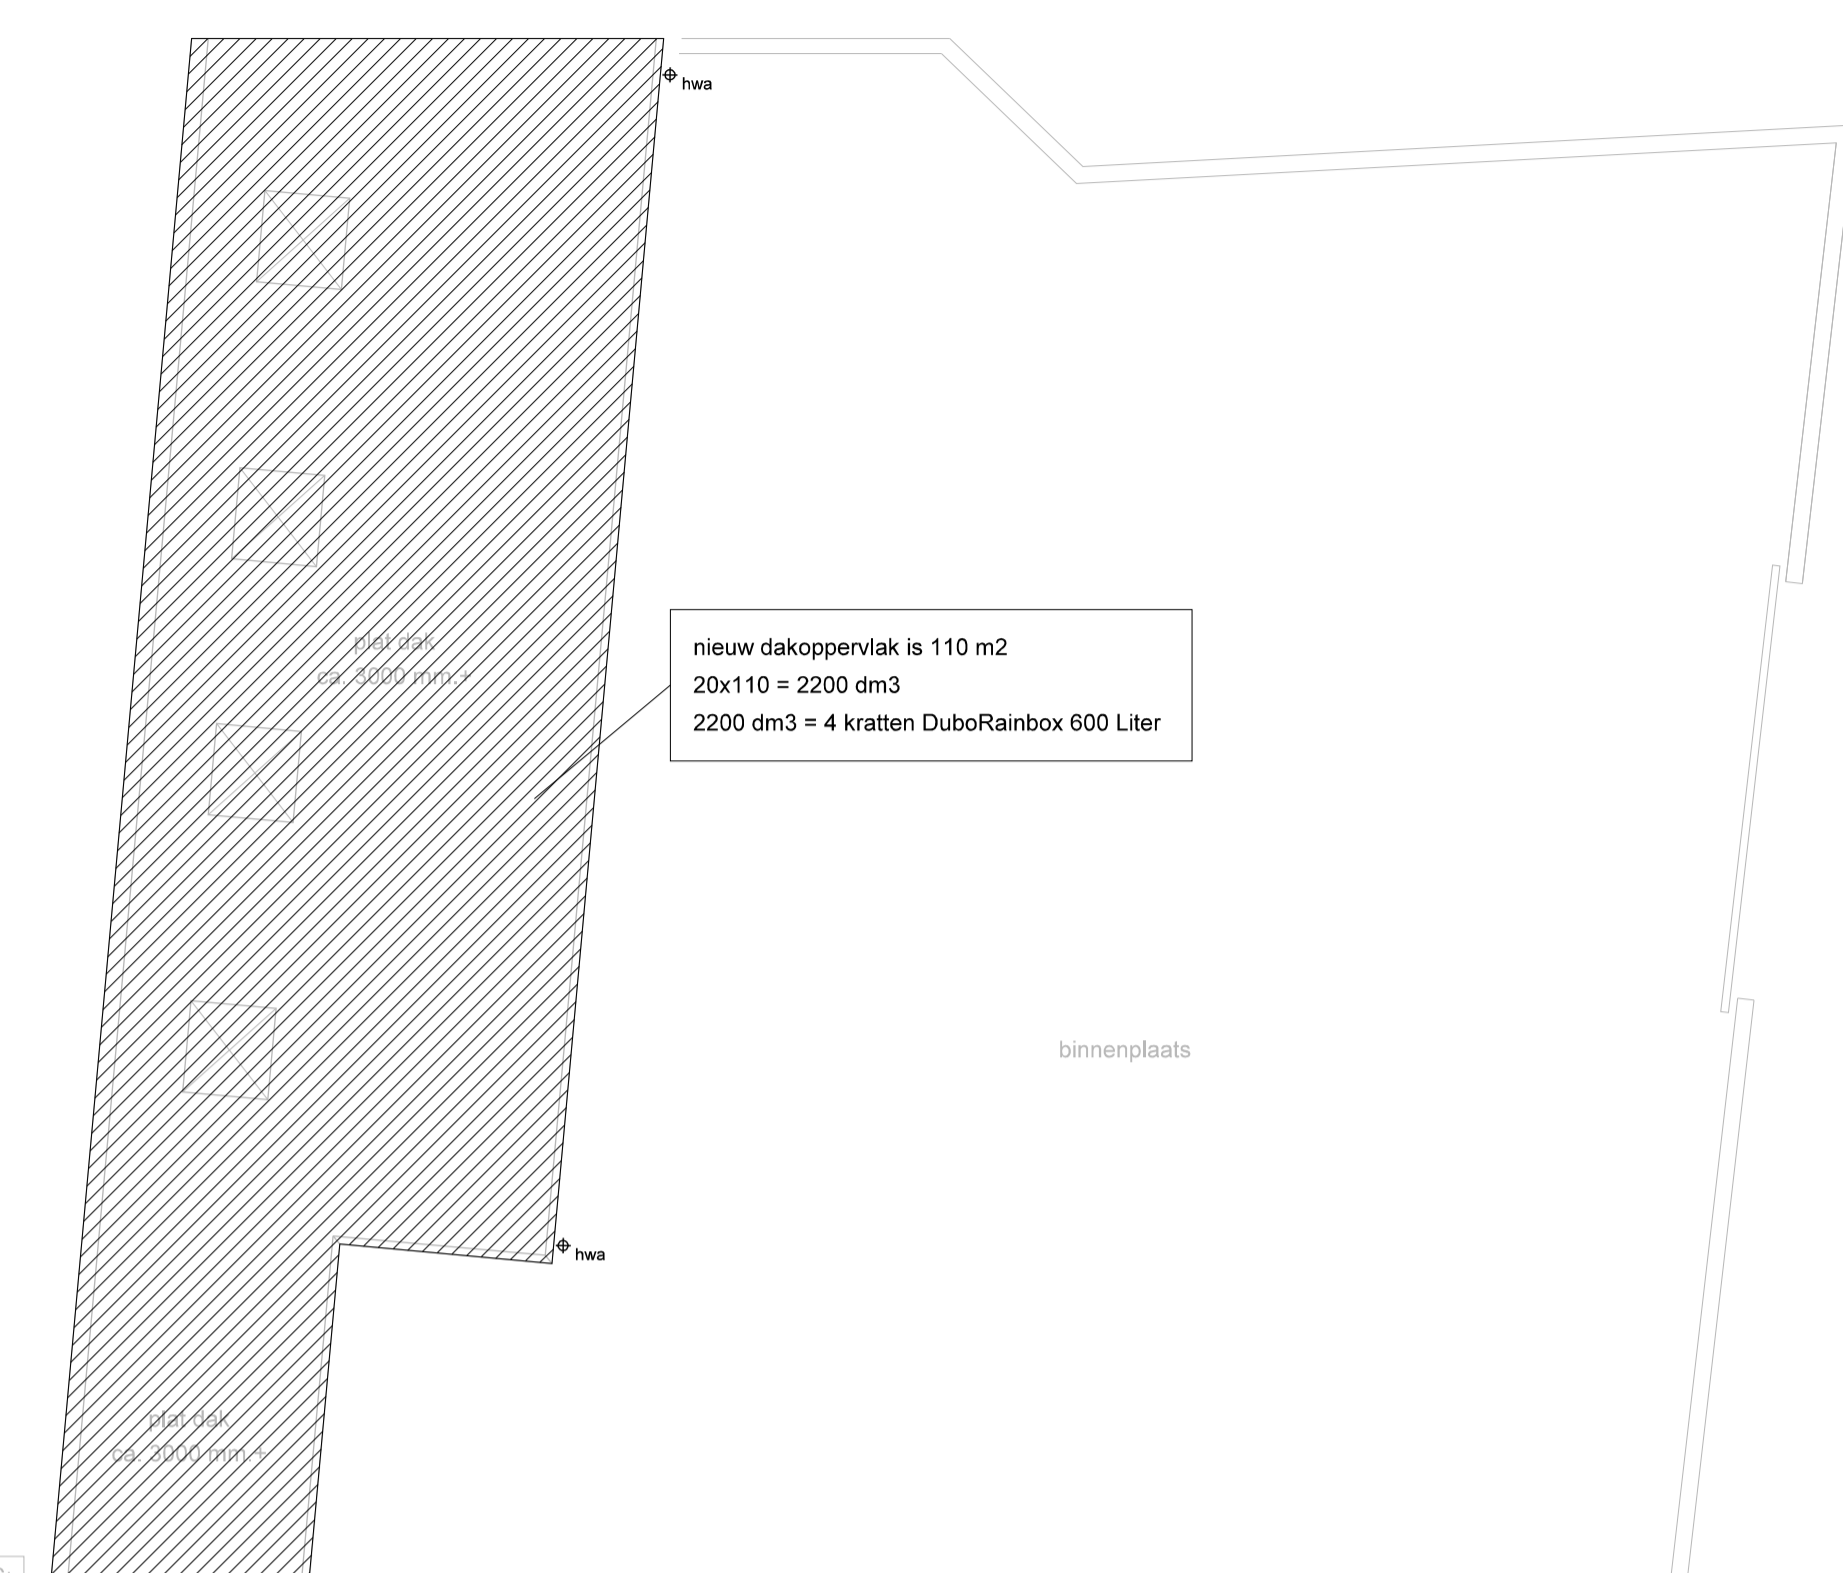 hwa
plat dak
ca. 3000 mm.+
nieuw dakoppervlak is 110 m2
20x110 = 2200 dm3
2200 dm3 = 4 kratten DuboRainbox 600 Liter
binnenplaats
hwa
plat dak
ca. 3000 mm.+